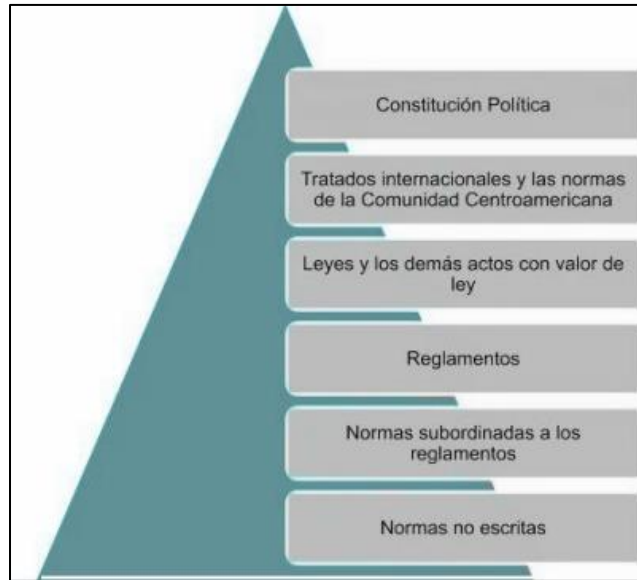 Constitución Política
Tratados internacionales y las normas
de la Comunidad Centroamericana
Leyes y los demás actos con valor de
ley
Reglamentos
Normas subordinadas a los
reglamentos
Normas no escritas